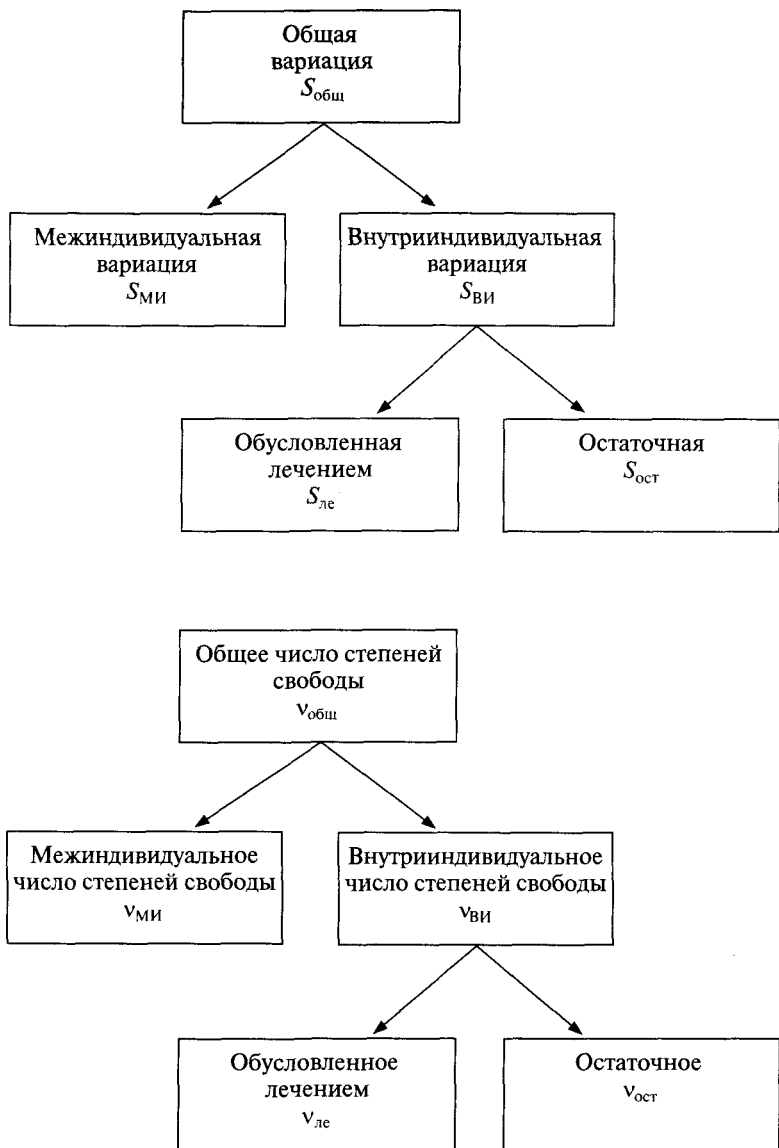 Общая
вариация
Sобщ
Межиндивидуальная
вариация
SМИ
Внутрииндивидуальная
вариация
SВИ
Обусловленная
лечением
Sле
Остаточная
Sост
Общее число степеней
свободы
νобщ
Межиндивидуальное
число степеней свободы
νМИ
Внутрииндивидуальное
число степеней свободы
νВИ
Обусловленное
лечением
νле
Остаточное
νост